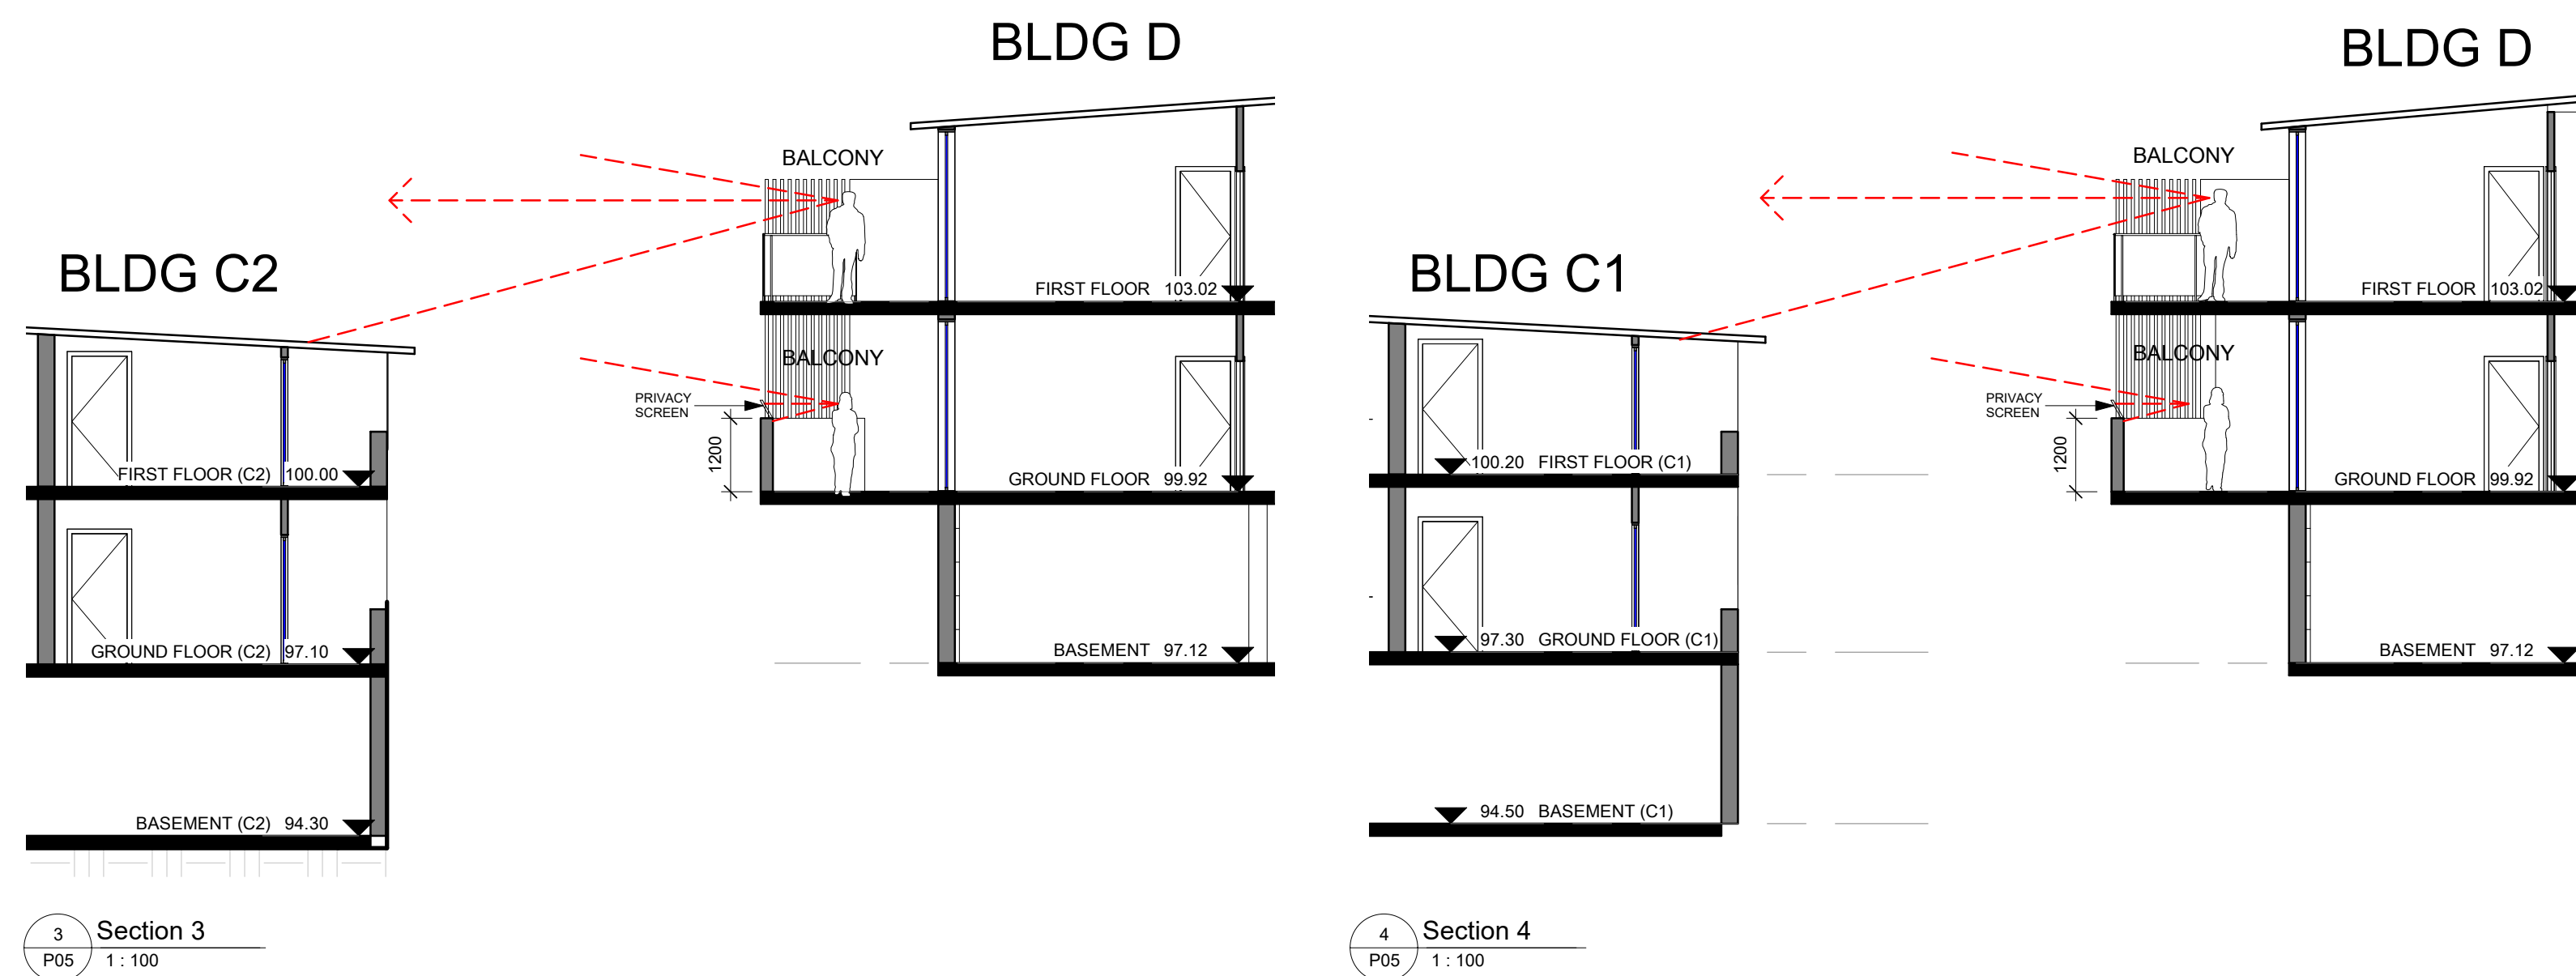 BLDG D
BALCONY
BLDG C2
FIRST FLOOR 103.02
BALCONY
PRIVACY
SCREEN
1200
FIRST FLOOR (C2) 100.00
GROUND FLOOR 99.92
GROUND FLOOR (C2) 97.10
BASEMENT 97.12
BASEMENT (C2) 94.30
3
P05
Section 3
1 : 100
BLDG D
BALCONY
BLDG C1
FIRST FLOOR 103.02
BALCONY
PRIVACY
SCREEN
1200
100.20 FIRST FLOOR (C1)
GROUND FLOOR 99.92
97.30 GROUND FLOOR (C1)
BASEMENT 97.12
94.50 BASEMENT (C1)
4
P05
Section 4
1 : 100